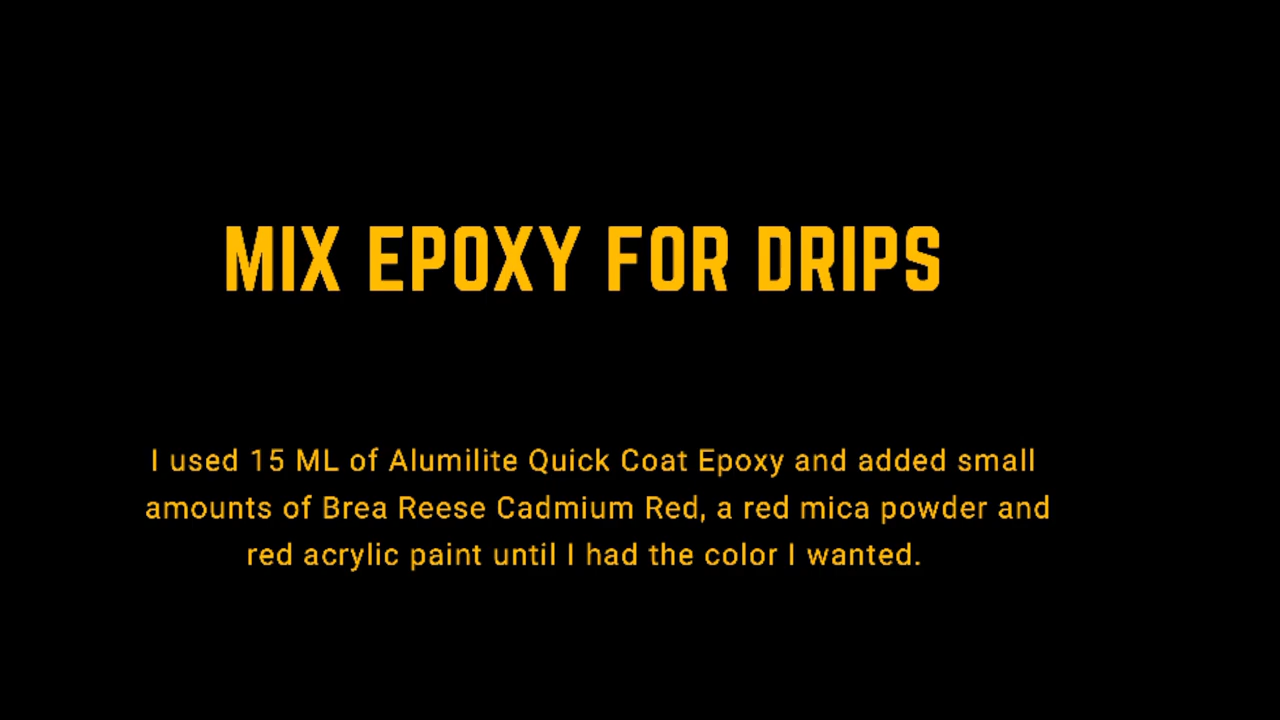 MIX EPOXY FOR DRIPS
I used 15 ML of Alumilite Quick Coat Epoxy and added small
amounts of Brea Reese Cadmium Red, a red mica powder and
red acrylic paint until I had the color I wanted.